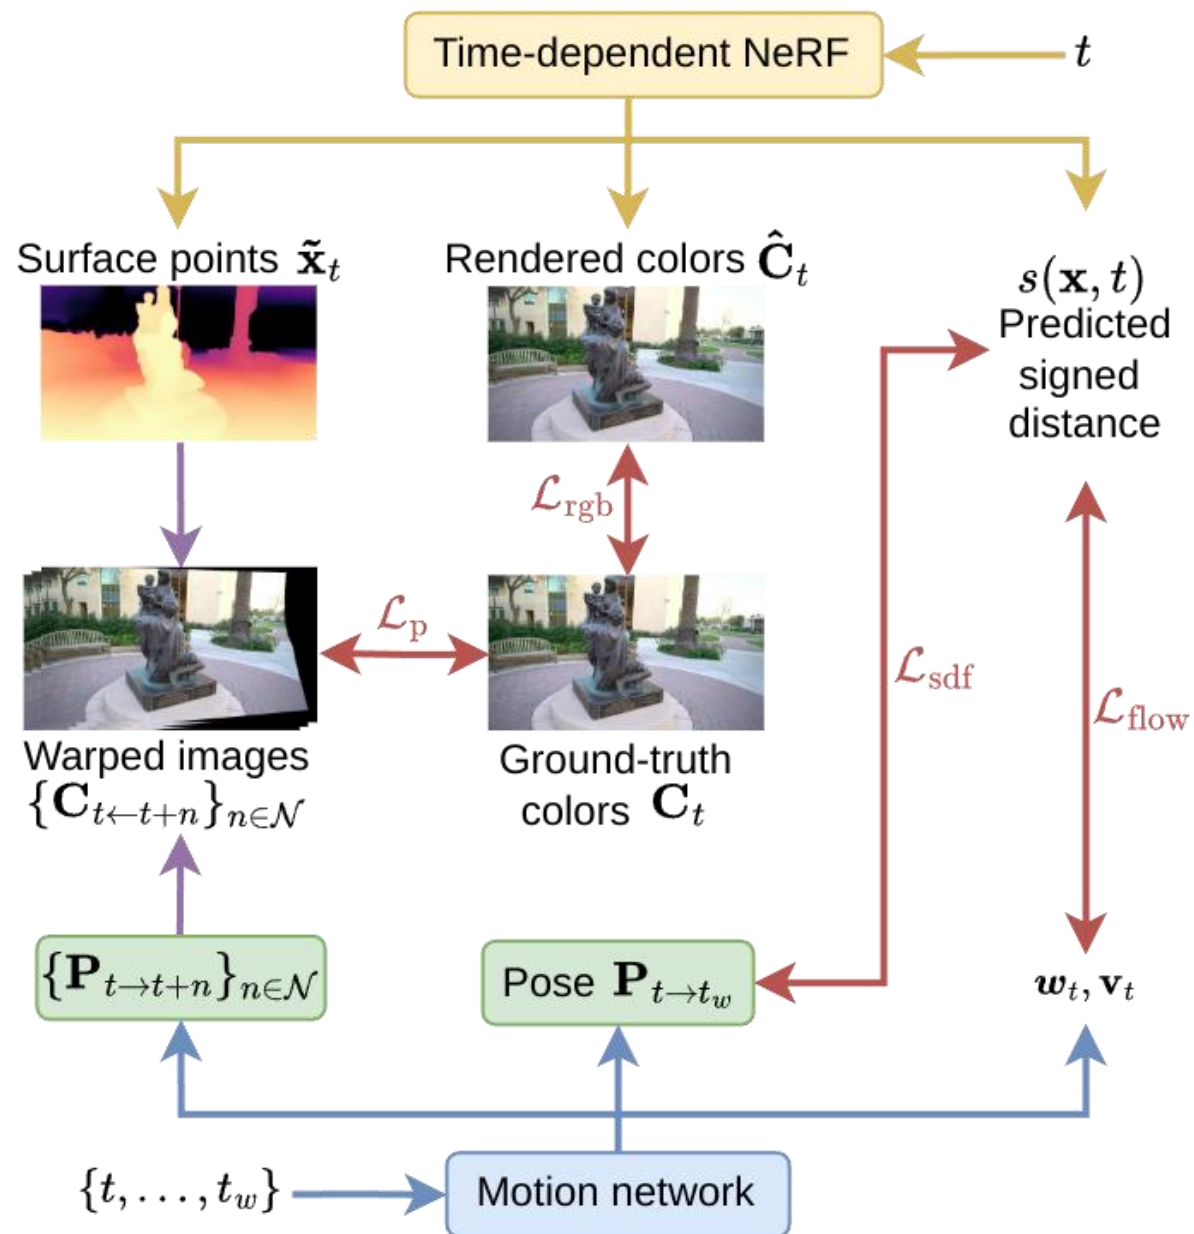 Time-dependent NeRF
t
Surface points x̃_t
Rendered colors Ĉ_t
s(x, t)
Predicted
signed
distance
ℒ_rgb
ℒ_p
ℒ_sdf
ℒ_flow
Warped images
{C_{t←t+n}}_{n∈𝒩}
Ground-truth
colors C_t
{P_{t→t+n}}_{n∈𝒩}
Pose P_{t→t_w}
w_t, v_t
{t, . . . , t_w}
Motion network